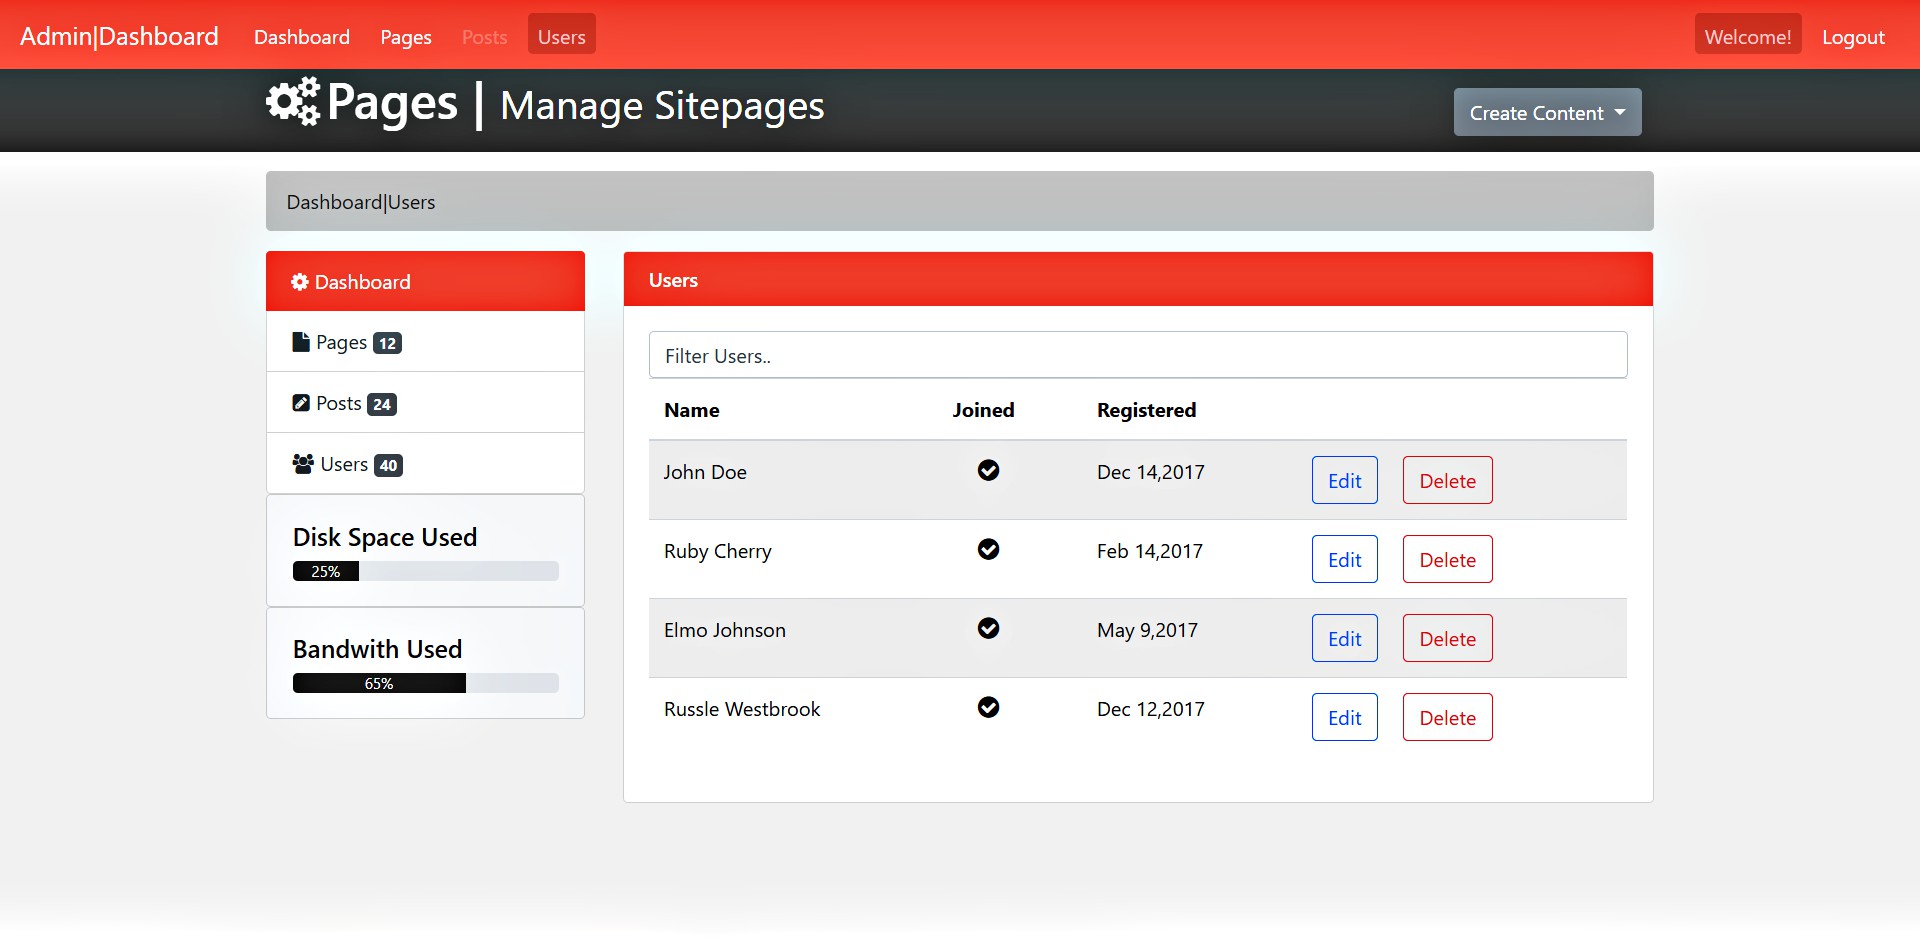 Admin|Dashboard Dashboard Pages Posts Users Welcome! Logout
Pages | Manage Sitepages Create Content
Dashboard|Users
Dashboard
Pages 12
Posts 24
Users 40
Disk Space Used
25%
Bandwith Used
65%
Users
Filter Users..
Name Joined Registered
John Doe Dec 14,2017 Edit Delete
Ruby Cherry Feb 14,2017 Edit Delete
Elmo Johnson May 9,2017 Edit Delete
Russle Westbrook Dec 12,2017 Edit Delete